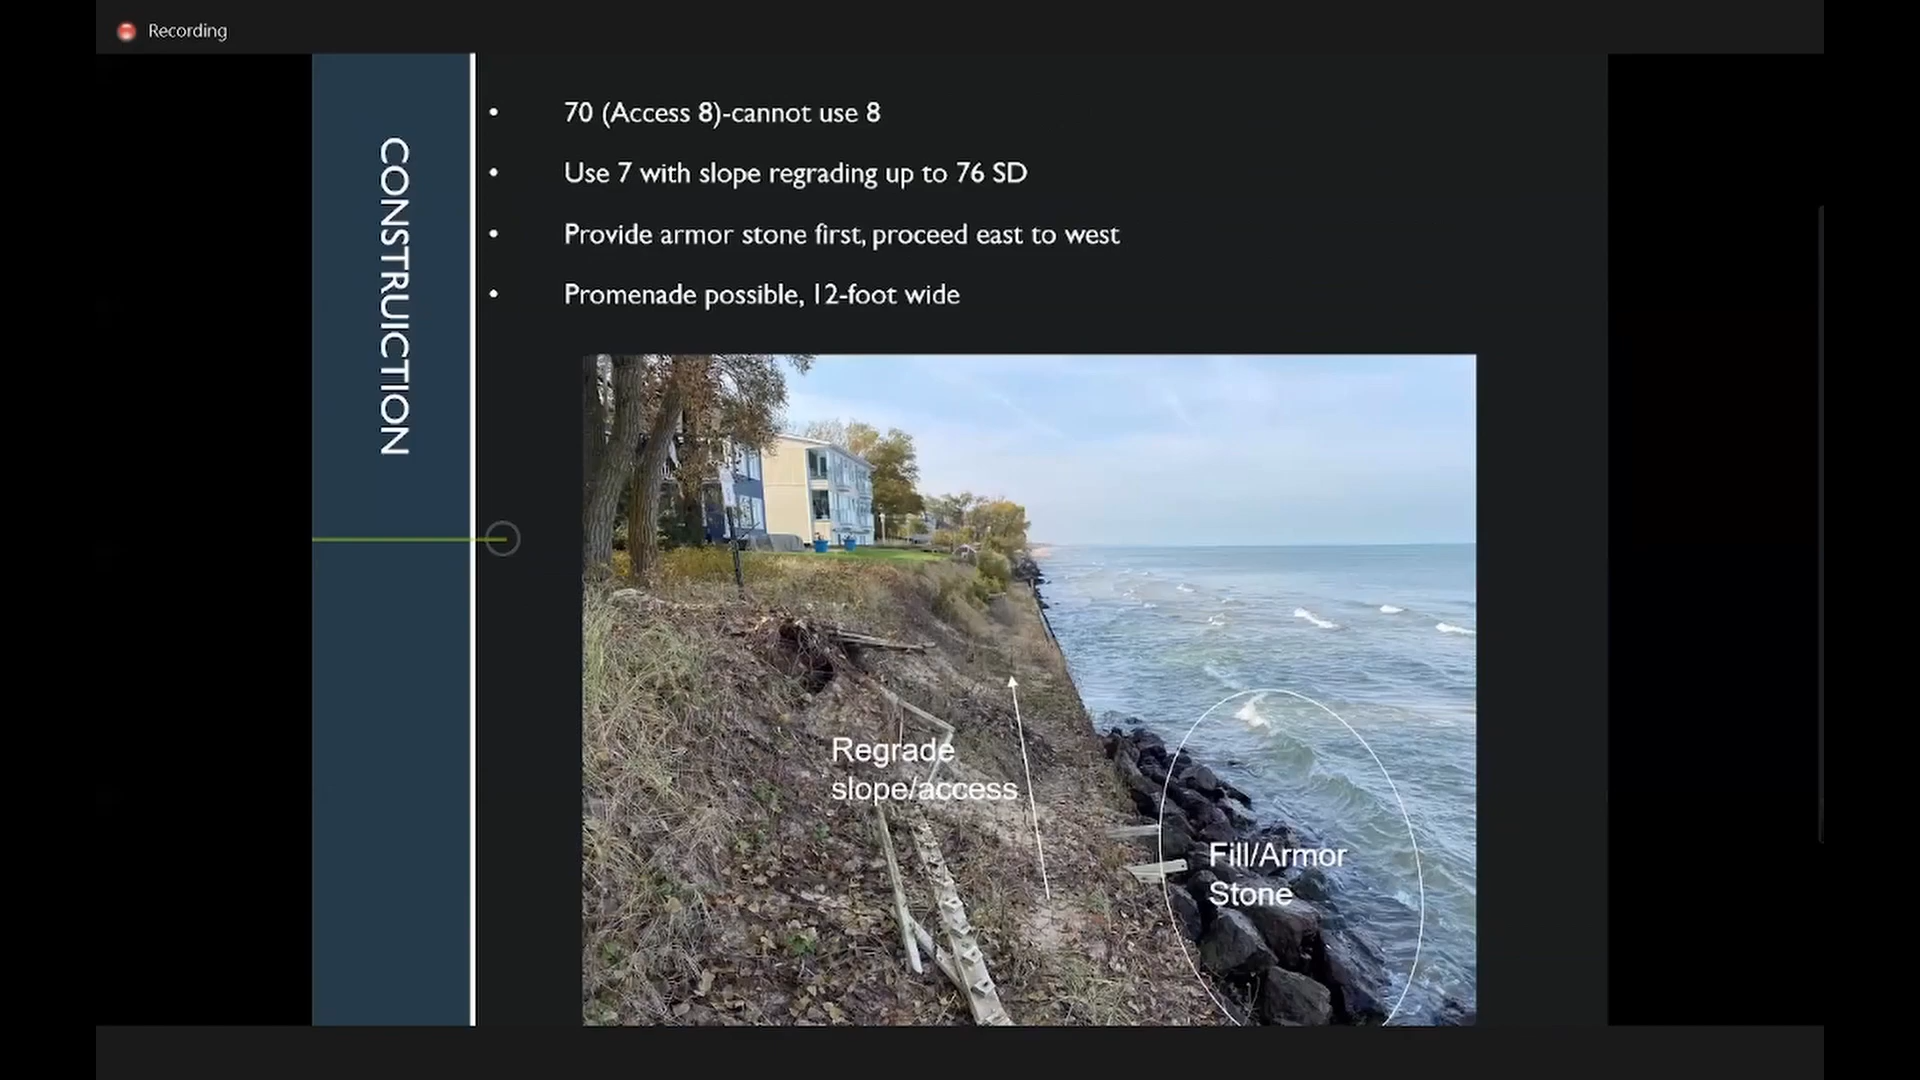 Recording
CONSTRUICTION
• 70 (Access 8)-cannot use 8
• Use 7 with slope regrading up to 76 SD
• Provide armor stone first, proceed east to west
• Promenade possible, 12-foot wide
Regrade
slope/access
Fill/Armor
Stone